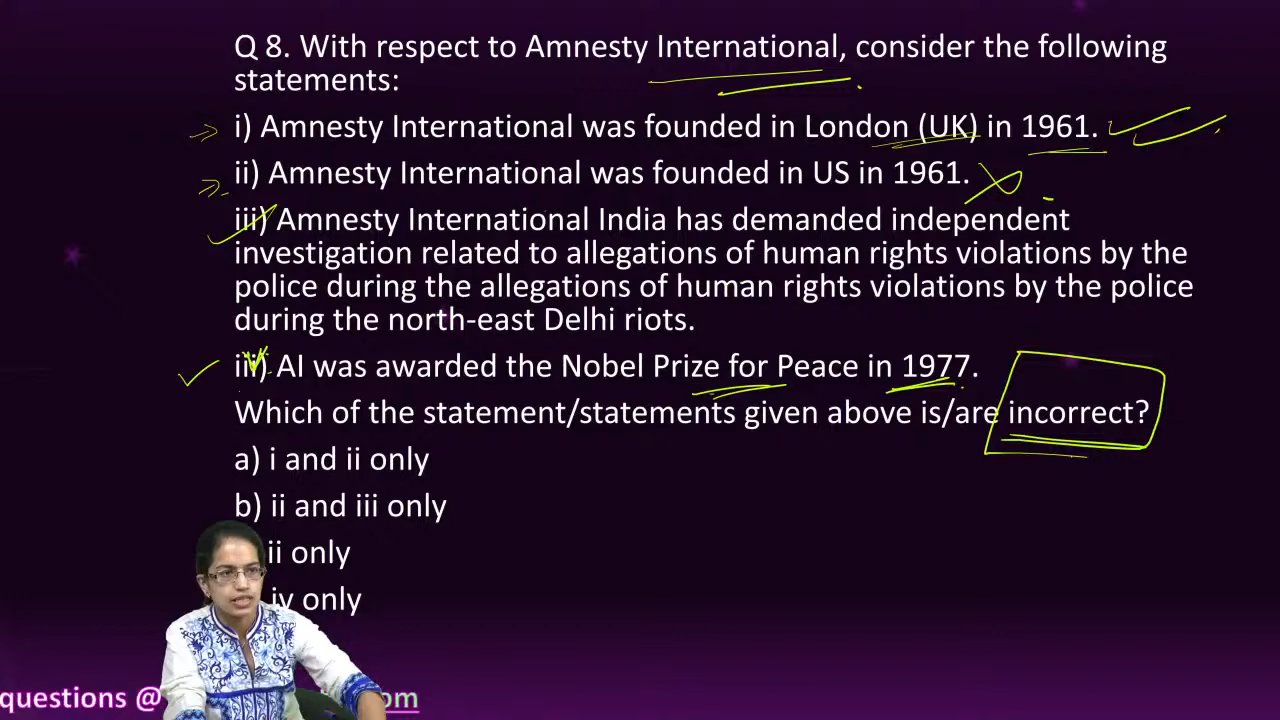 Q 8. With respect to Amnesty International, consider the following
statements:
i) Amnesty International was founded in London (UK) in 1961.
ii) Amnesty International was founded in US in 1961.
iii) Amnesty International India has demanded independent
investigation related to allegations of human rights violations by the
police during the allegations of human rights violations by the police
during the north-east Delhi riots.
iii) AI was awarded the Nobel Prize for Peace in 1977.
Which of the statement/statements given above is/are incorrect?
a) i and ii only
b) ii and iii only
ii only
iv only
questions @ om